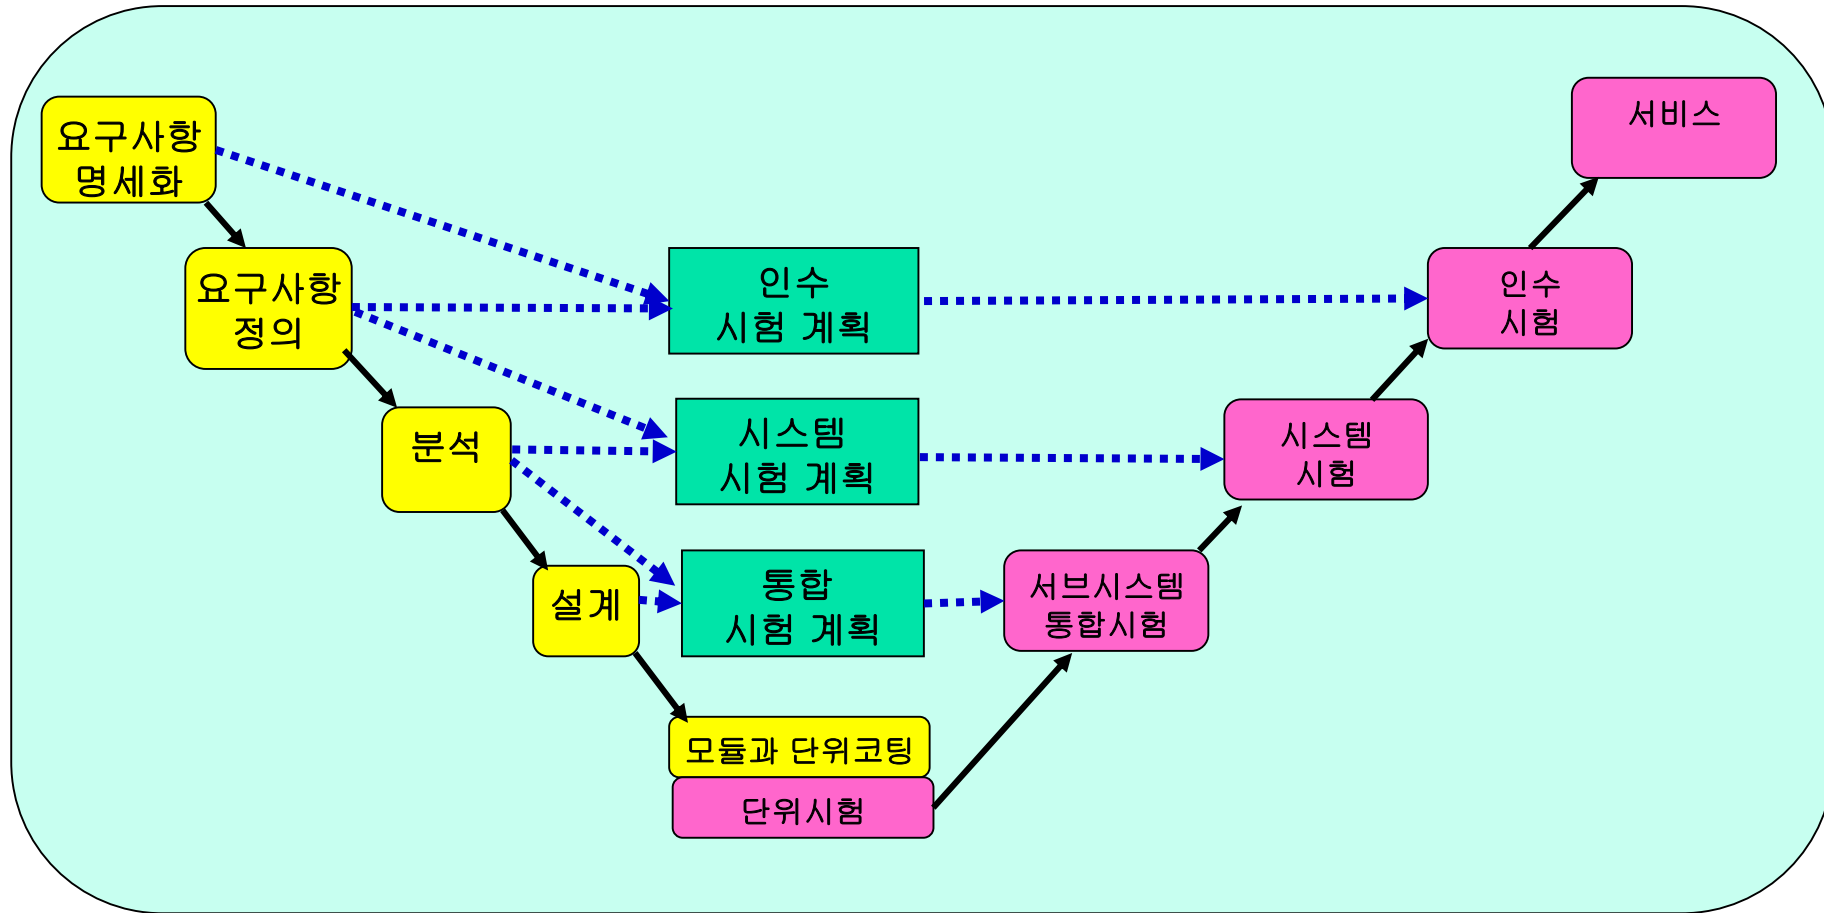 요구사항
명세화
서비스
요구사항
정의
인수
시험 계획
인수
시험
분석
시스템
시험 계획
시스템
시험
설계
통합
시험 계획
서브시스템
통합시험
모듈과 단위코팅
단위시험